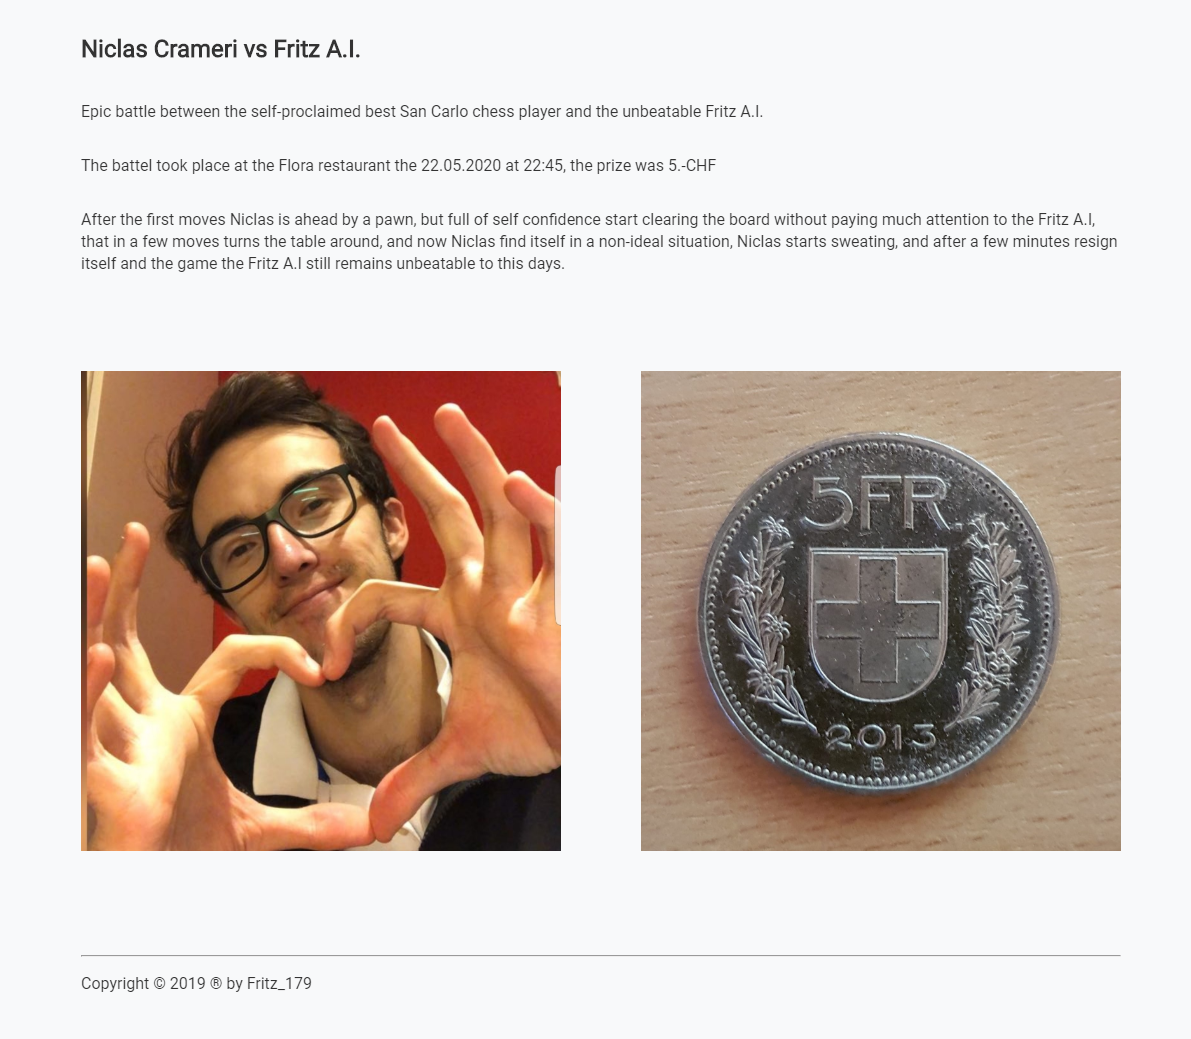 Niclas Crameri vs Fritz A.I.
Epic battle between the self-proclaimed best San Carlo chess player and the unbeatable Fritz A.I.
The battel took place at the Flora restaurant the 22.05.2020 at 22:45, the prize was 5.-CHF
After the first moves Niclas is ahead by a pawn, but full of self confidence start clearing the board without paying much attention to the Fritz A.I,
that in a few moves turns the table around, and now Niclas find itself in a non-ideal situation, Niclas starts sweating, and after a few minutes resign
itself and the game the Fritz A.I still remains unbeatable to this days.
5FR.
2013
B
Copyright © 2019 ® by Fritz_179